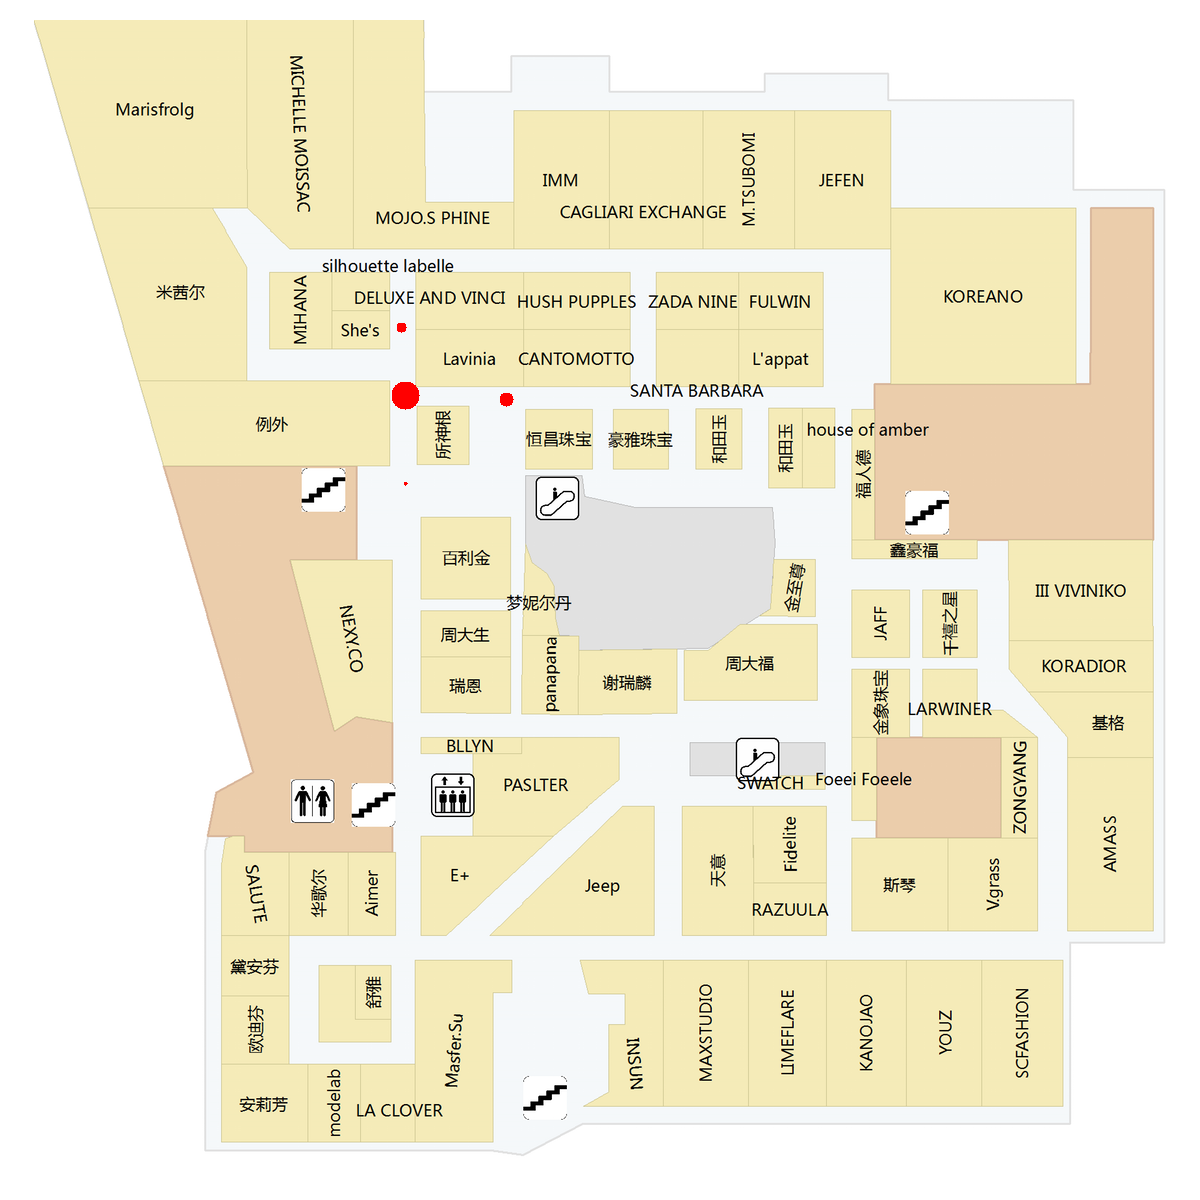 Marisfrolg
MICHELLE MOISSAC
MOJO.S PHINE
IMM
CAGLIARI EXCHANGE
M.TSUBOMI
JEFEN
米茜尔
silhouette labelle
MIHANA
DELUXE
AND VINCI
HUSH PUPPLES
ZADA NINE
FULWIN
KOREANO
She's
Lavinia
CANTOMOTTO
L'appat
SANTA BARBARA
例外
所神根
恒昌珠宝
豪雅珠宝
和田玉
和田玉
house of amber
福人德
鑫豪福
百利金
梦妮尔丹
金至尊
III VIVINIKO
JAFF
千禧之星
NEXY.CO
周大生
瑞恩
panapana
谢瑞麟
周大福
KORADIOR
金象珠宝
LARWINER
基格
BLLYN
PASLTER
SWATCH
Foeei Foeele
ZONGYANG
AMASS
SALUTE
华歌尔
Aimer
E+
Jeep
天意
Fidelite
RAZUULA
斯琴
V.grass
黛安芬
欧迪芬
舒雅
安莉芳
modelab
LA CLOVER
Masfer.Su
INSUN
MAXSTUDIO
LIMEFLARE
KANOJAO
YOUZ
SCFASHION